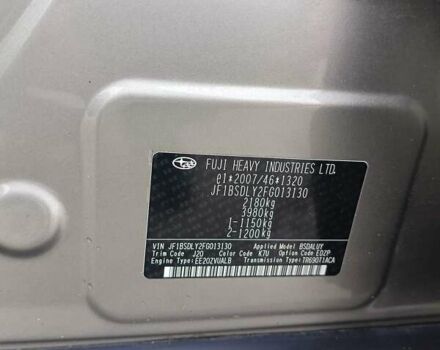 FUJI HEAVY INDUSTRIES LTD.
e1*2007/46*1320
JF1BSDLY2FG013130
2180kg
3980kg
1-1150kg
2-1200kg
VIN JF1BSDLY2FG013130 Applied Model BSDALUY
Trim Code J20 Color Code K7U Option Code EDZP
Engine Type EE20ZVUALB Transmission Type TR690T1ACA